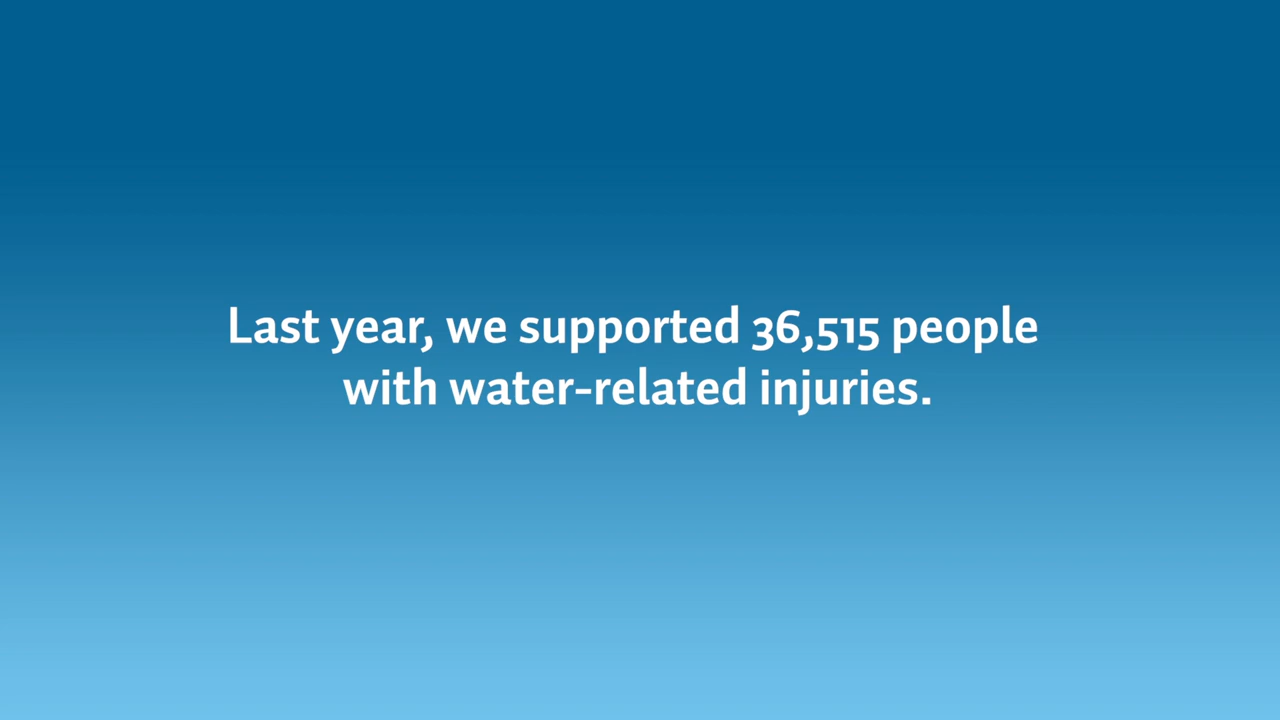 Last year, we supported 36,515 people
with water-related injuries.